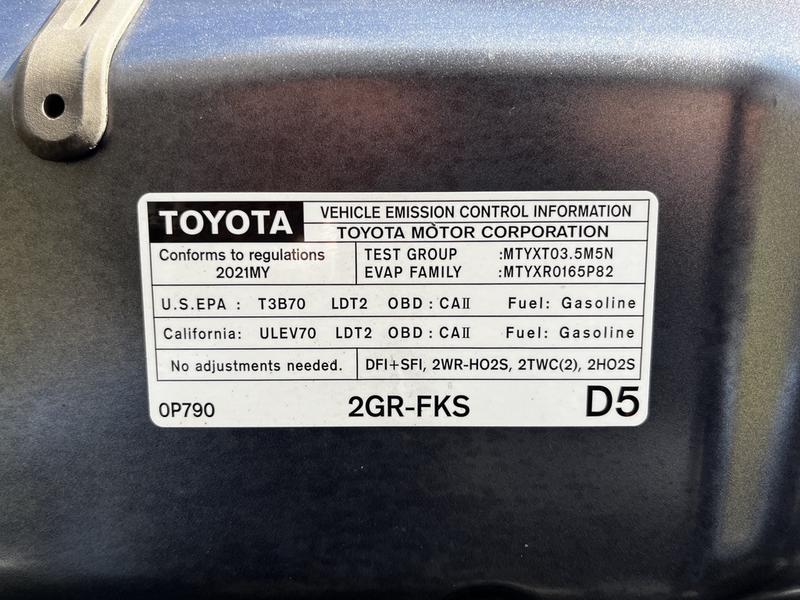 TOYOTA
VEHICLE EMISSION CONTROL INFORMATION
TOYOTA MOTOR CORPORATION
Conforms to regulations
2021MY
TEST GROUP :MTYXT03.5M5N
EVAP FAMILY :MTYXR0165P82
U.S.EPA : T3B70 LDT2 OBD : CAⅡ Fuel: Gasoline
California: ULEV70 LDT2 OBD : CAⅡ Fuel: Gasoline
No adjustments needed.
DFI+SFI, 2WR-HO2S, 2TWC(2), 2HO2S
0P790 2GR-FKS D5